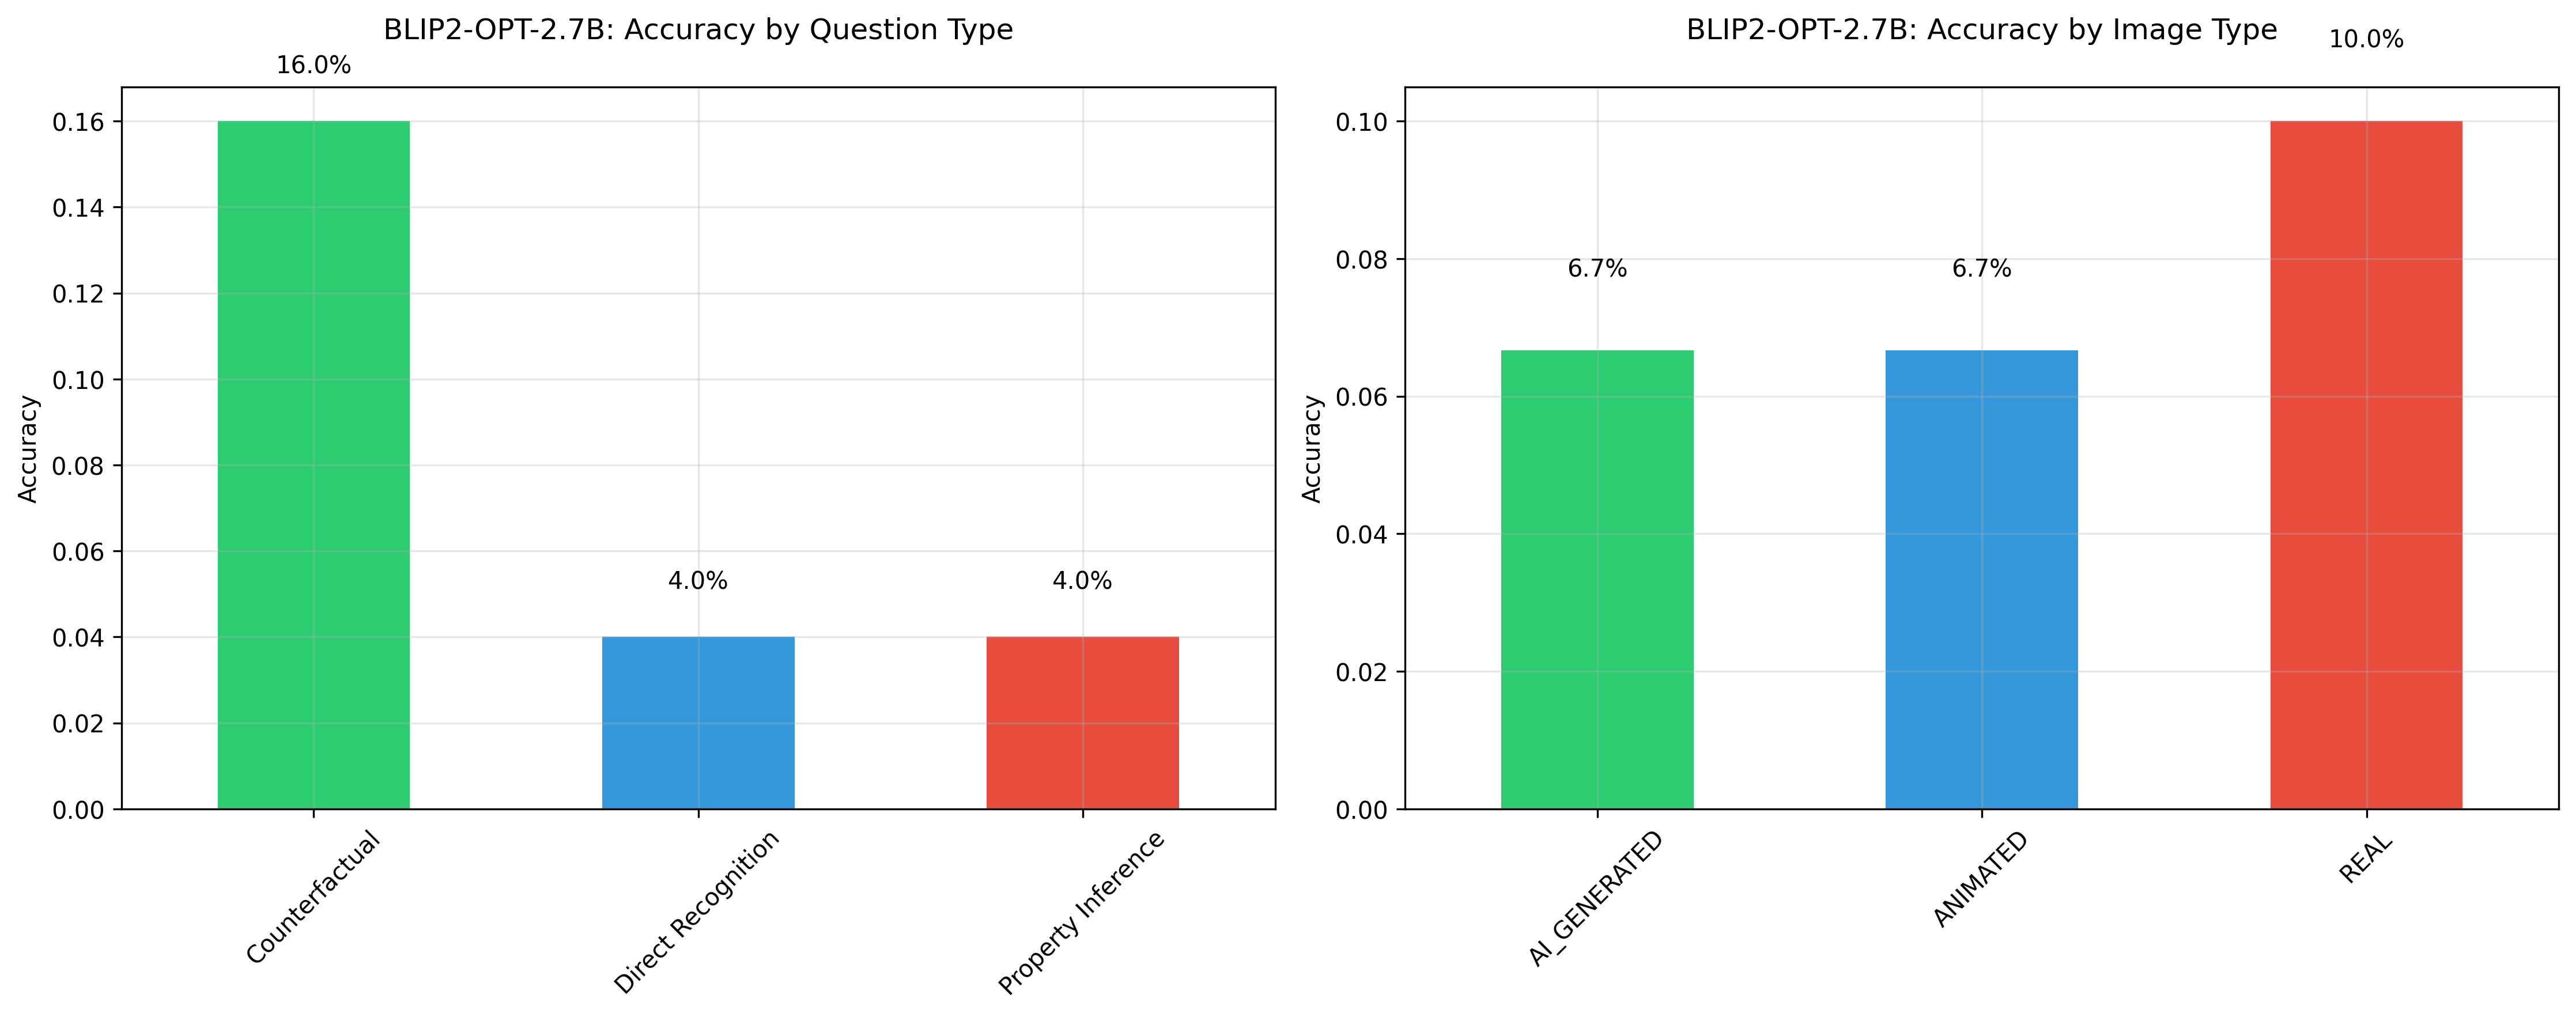 BLIP2-OPT-2.7B: Accuracy by Question Type
16.0%
0.16
0.14
0.12
0.10
0.08
0.06
0.04
0.02
0.00
Accuracy
4.0%
4.0%
Counterfactual
Direct Recognition
Property Inference
BLIP2-OPT-2.7B: Accuracy by Image Type
10.0%
0.10
0.08
0.06
0.04
0.02
0.00
Accuracy
6.7%
6.7%
AI_GENERATED
ANIMATED
REAL